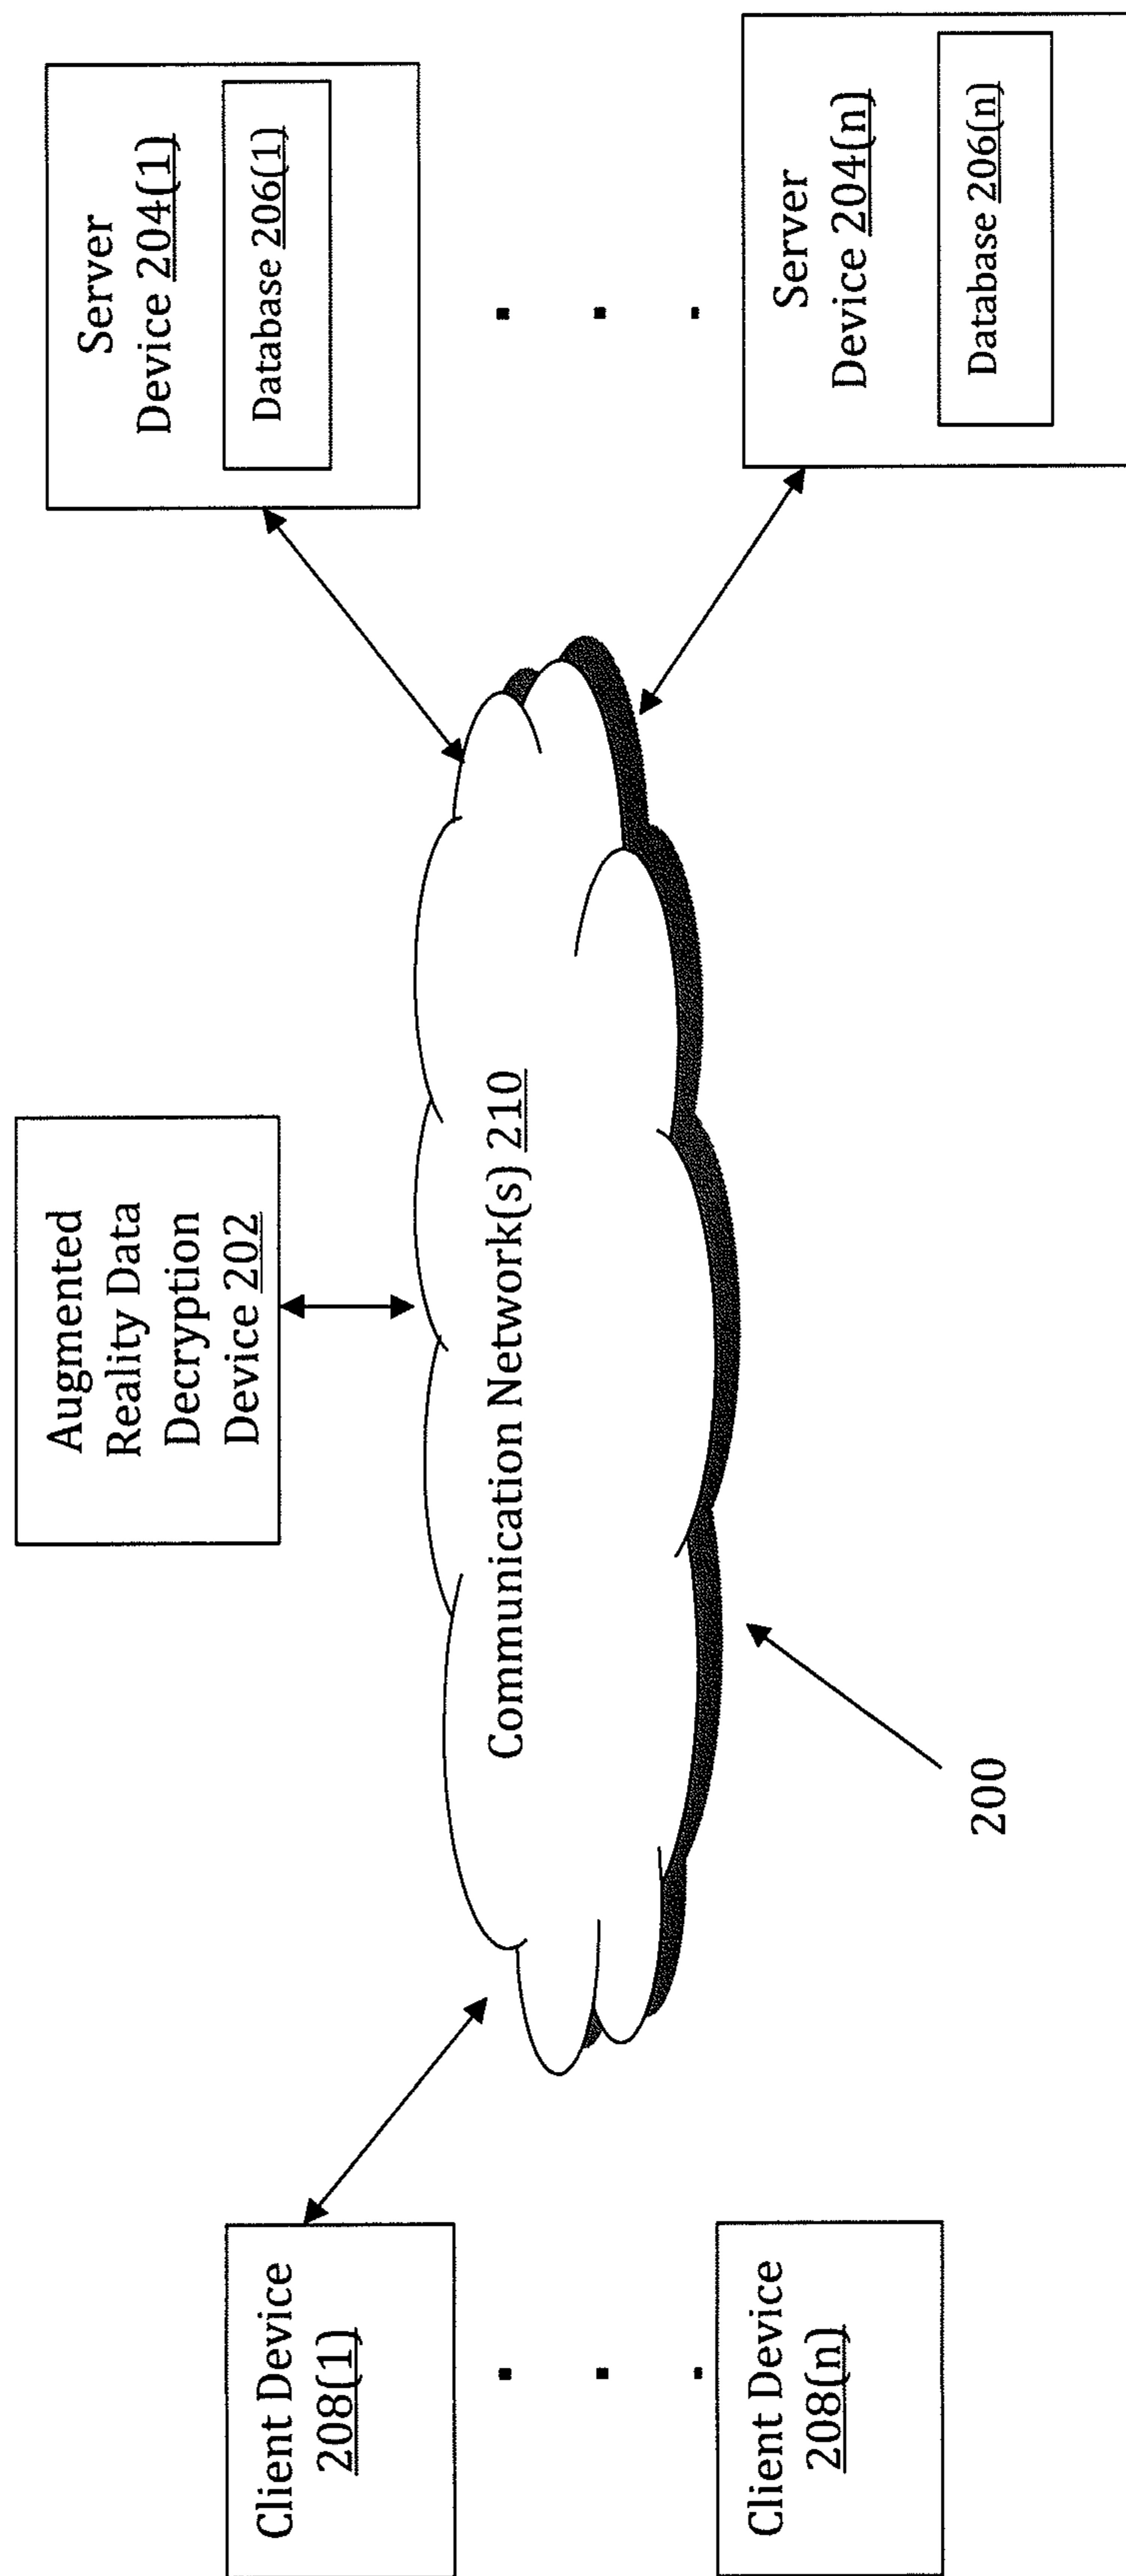 Augmented
Reality Data
Decryption
Device 202
Client Device
208(1)
Client Device
208(n)
Communication Network(s) 210
200
Server
Device 204(1)
Database 206(1)
Server
Device 204(n)
Database 206(n)